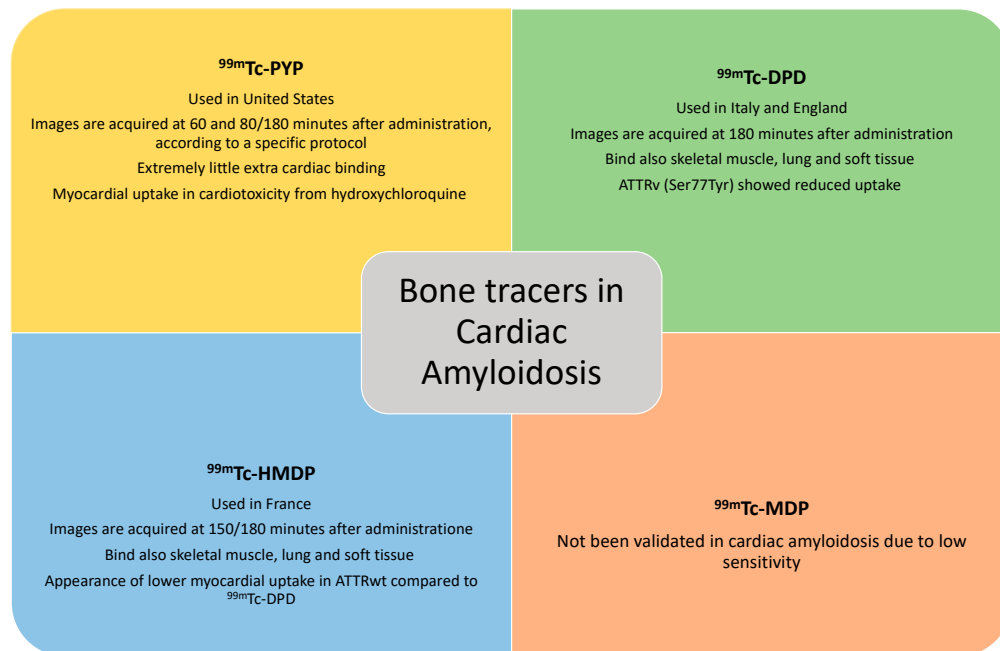 ⁹⁹ᵐTc-PYP
Used in United States
Images are acquired at 60 and 80/180 minutes after administration,
according to a specific protocol
Extremely little extra cardiac binding
Myocardial uptake in cardiotoxicity from hydroxychloroquine
⁹⁹ᵐTc-DPD
Used in Italy and England
Images are acquired at 180 minutes after administration
Bind also skeletal muscle, lung and soft tissue
ATTRv (Ser77Tyr) showed reduced uptake
Bone tracers in
Cardiac
Amyloidosis
⁹⁹ᵐTc-HMDP
Used in France
Images are acquired at 150/180 minutes after administratione
Bind also skeletal muscle, lung and soft tissue
Appearance of lower myocardial uptake in ATTRwt compared to
⁹⁹ᵐTc-DPD
⁹⁹ᵐTc-MDP
Not been validated in cardiac amyloidosis due to low
sensitivity